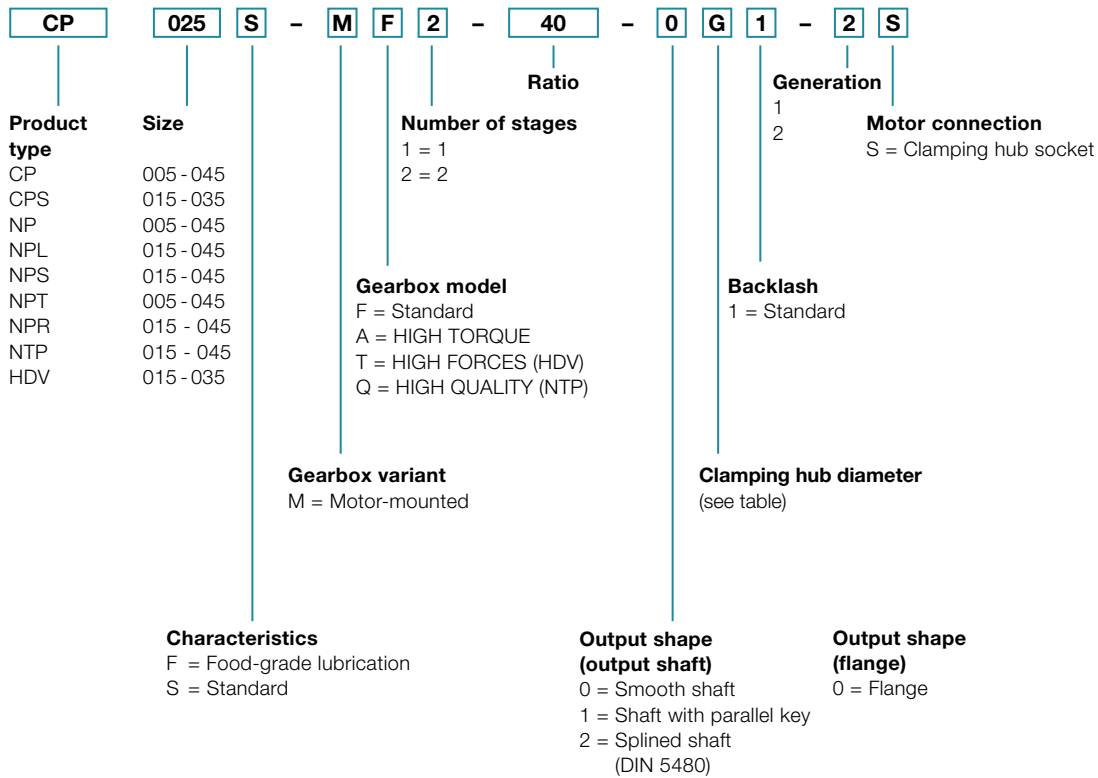 CP 025 S – M F 2 – 40 – 0 G 1 – 2 S
Ratio
Generation
1
2
Product type
CP
CPS
NP
NPL
NPS
NPT
NPR
NTP
HDV
Size
005 - 045
015 - 035
005 - 045
015 - 045
015 - 045
005 - 045
015 - 045
015 - 045
015 - 035
Number of stages
1 = 1
2 = 2
Motor connection
S = Clamping hub socket
Gearbox model
F = Standard
A = HIGH TORQUE
T = HIGH FORCES (HDV)
Q = HIGH QUALITY (NTP)
Backlash
1 = Standard
Gearbox variant
M = Motor-mounted
Clamping hub diameter
(see table)
Characteristics
F = Food-grade lubrication
S = Standard
Output shape
(output shaft)
0 = Smooth shaft
1 = Shaft with parallel key
2 = Splined shaft
(DIN 5480)
Output shape
(flange)
0 = Flange